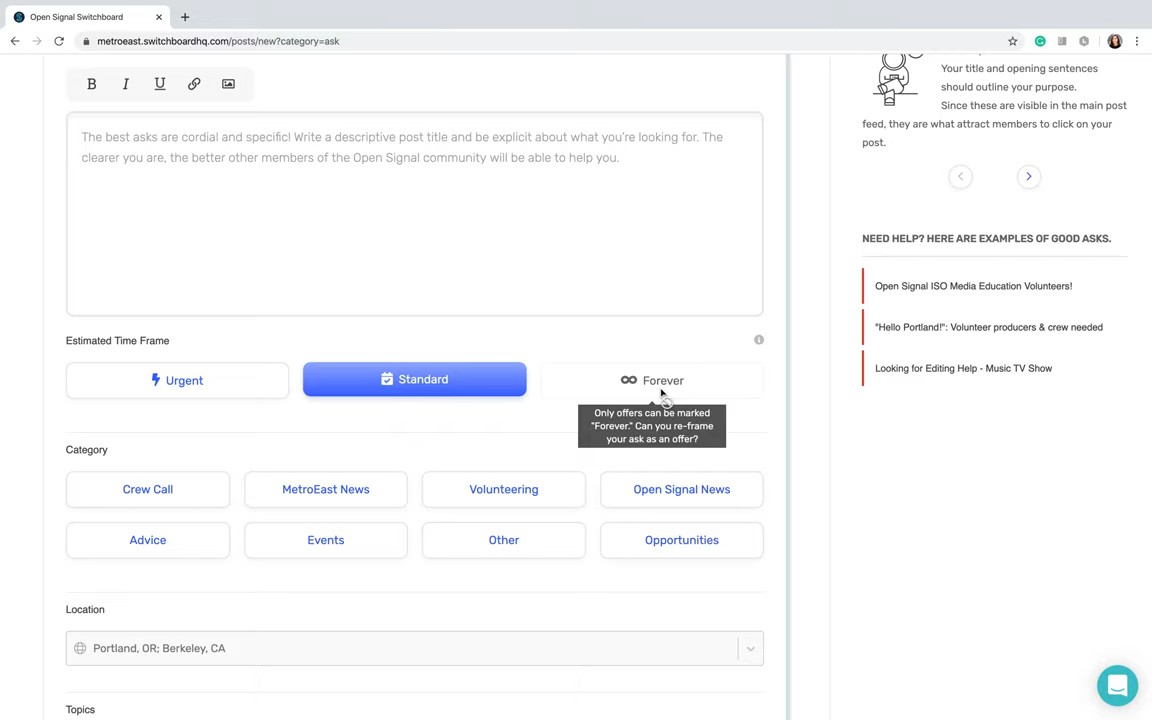 Open Signal Switchboard
metroeast.switchboardhq.com/posts/new?category=ask
B I U
The best asks are cordial and specific! Write a descriptive post title and be explicit about what you're looking for. The
clearer you are, the better other members of the Open Signal community will be able to help you.
Estimated Time Frame
Urgent
Standard
Forever
Only offers can be marked
"Forever." Can you re-frame
your ask as an offer?
Category
Crew Call
MetroEast News
Volunteering
Open Signal News
Advice
Events
Other
Opportunities
Location
Portland, OR; Berkeley, CA
Topics
Your title and opening sentences
should outline your purpose.
Since these are visible in the main post
feed, they are what attract members to click on your
post.
NEED HELP? HERE ARE EXAMPLES OF GOOD ASKS.
Open Signal ISO Media Education Volunteers!
"Hello Portland!": Volunteer producers & crew needed
Looking for Editing Help - Music TV Show